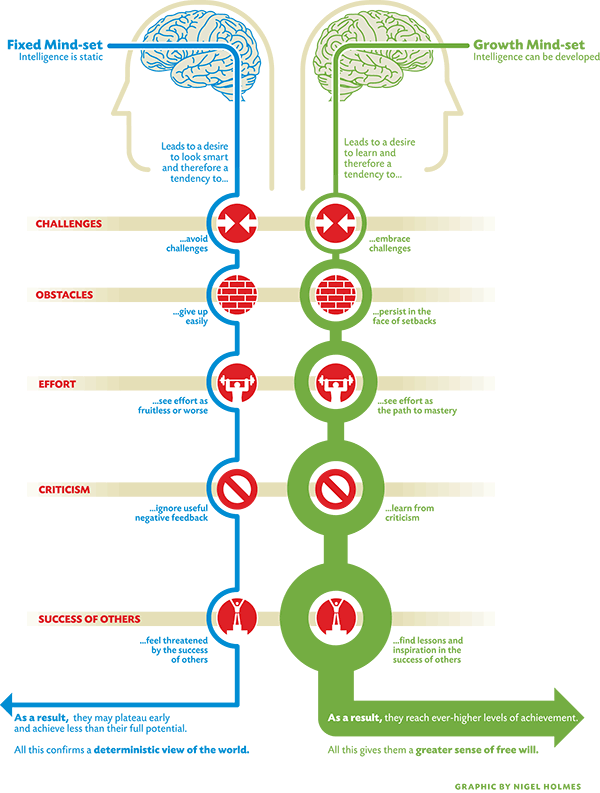 Fixed Mind-set
Intelligence is static
Growth Mind-set
Intelligence can be developed
Leads to a desire
to look smart
and therefore a
tendency to...
Leads to a desire
to learn and
therefore a
tendency to...
CHALLENGES
...avoid
challenges
...embrace
challenges
OBSTACLES
...give up
easily
...persist in the
face of setbacks
EFFORT
...see effort as
fruitless or worse
...see effort as
the path to mastery
CRITICISM
...ignore useful
negative feedback
...learn from
criticism
SUCCESS OF OTHERS
...feel threatened
by the success
of others
...find lessons and
inspiration in the
success of others
As a result, they may plateau early
and achieve less than their full potential.
All this confirms a deterministic view of the world.
As a result, they reach ever-higher levels of achievement.
All this gives them a greater sense of free will.
GRAPHIC BY NIGEL HOLMES